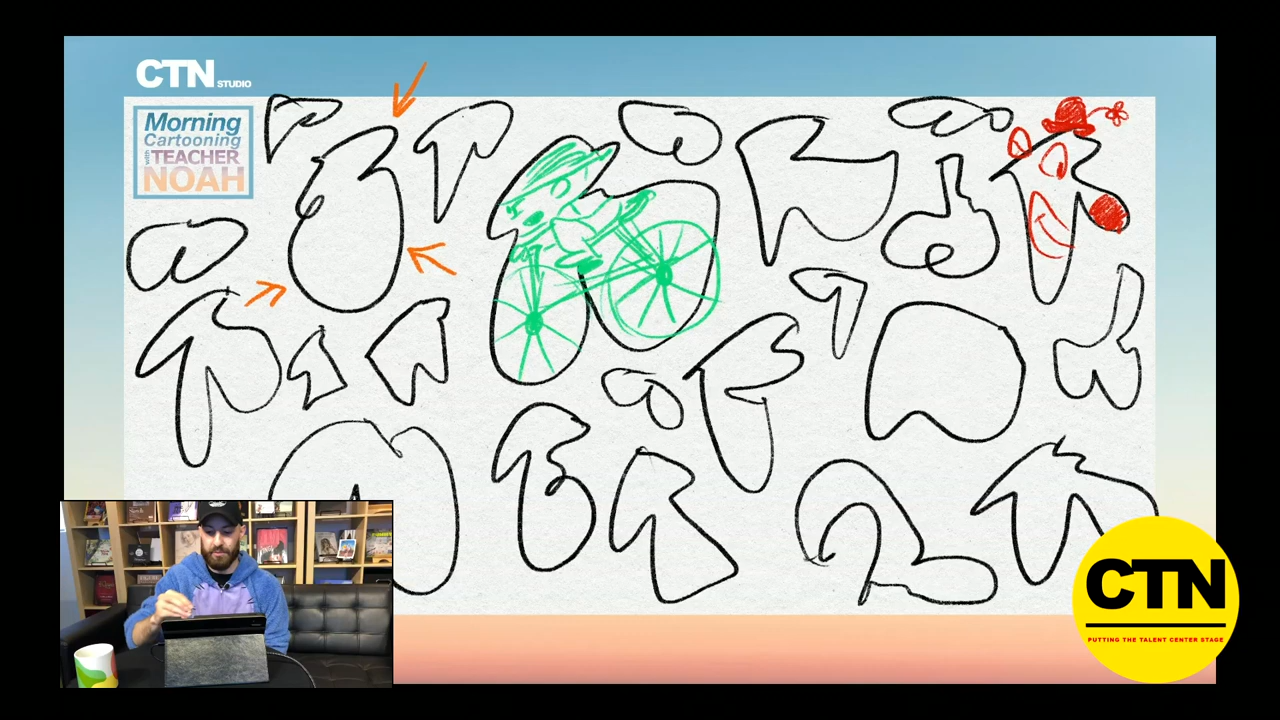 CTN STUDIO
Morning
Cartooning
with TEACHER
NOAH
CTN
PUTTING THE TALENT CENTER STAGE